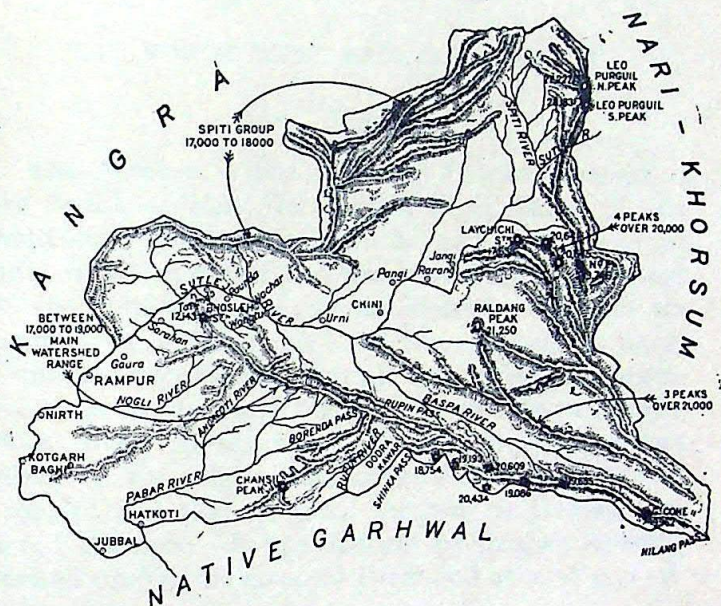 NARI - KHORSUM
KANGRA
LEO
PURGUIL
N. PEAK
LEO PURGUIL
S. PEAK
SPITI GROUP
17,000 TO 18000
SPITI RIVER
4 PEAKS
OVER 20,000
LAYCHICHI
Jangi
Rarang
Pangi
CHINI
Urni
RALDANG
PEAK
21,250
SUTLEJ
RIVER
BETWEEN
17,000 TO 19,000
MAIN
WATERSHED
RANGE
Sarahan
Gaura
RAMPUR
NOGLI RIVER
NIRTH
KOTGARH
BAGHI
PABAR RIVER
HATKOTI
JUBBAL
CHANSIL
PEAK
BORENDA PASS
RUPIN PASS
RUPIN RIVER
DODRA
KAWAR
SHINKA PASS
BASPA RIVER
3 PEAKS
OVER 21,000
18,754
20,609
20,434
19,086
NILANG PASS
NATIVE GARHWAL